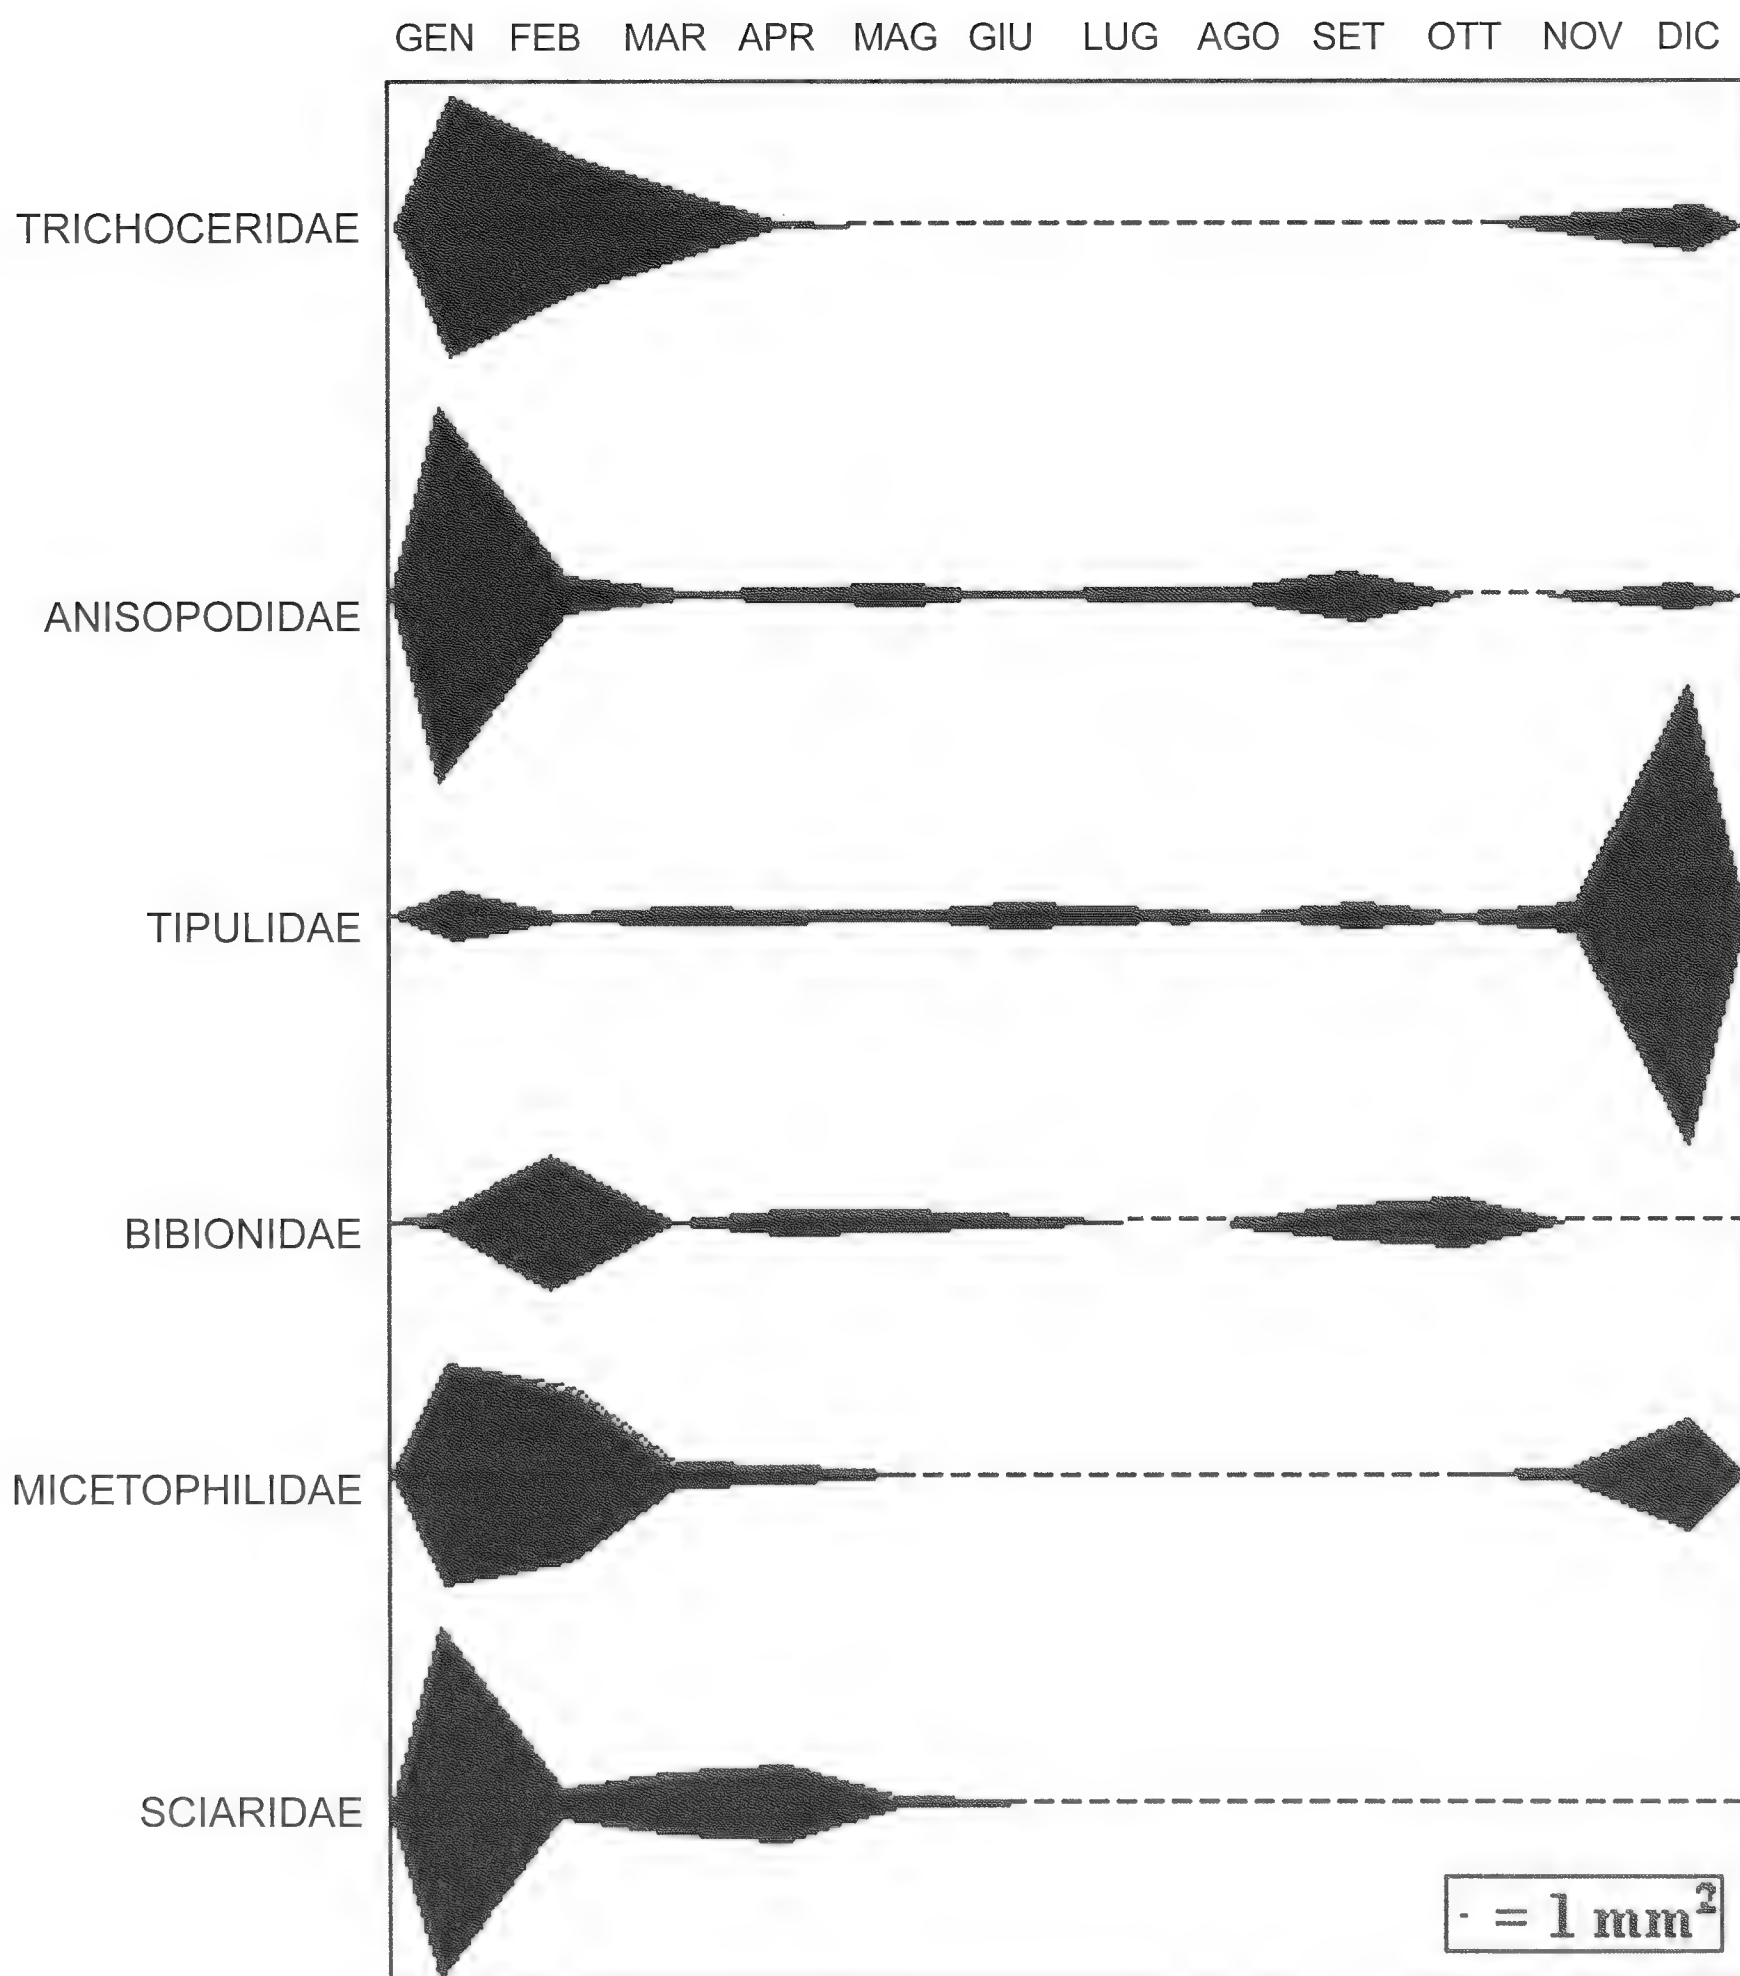 GEN FEB MAR APR MAG GIU LUG AGO SET OTT NOV DIC
TRICHOCERIDAE
ANISOPODIDAE
TIPULIDAE
BIBIONIDAE
MICETOPHILIDAE
SCIARIDAE
- = 1 mm²